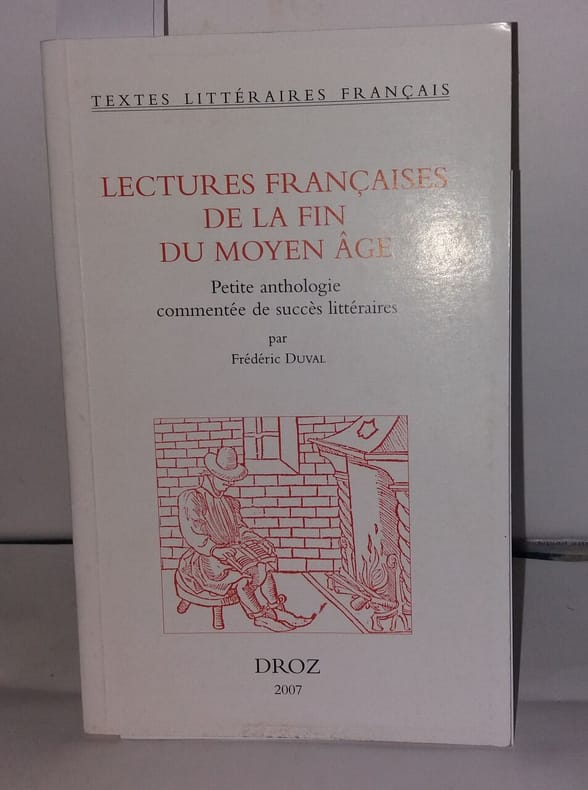 TEXTES LITTÉRAIRES FRANÇAIS
LECTURES FRANÇAISES
DE LA FIN
DU MOYEN ÂGE
Petite anthologie
commentée de succès littéraires
par
Frédéric DUVAL
DROZ
2007